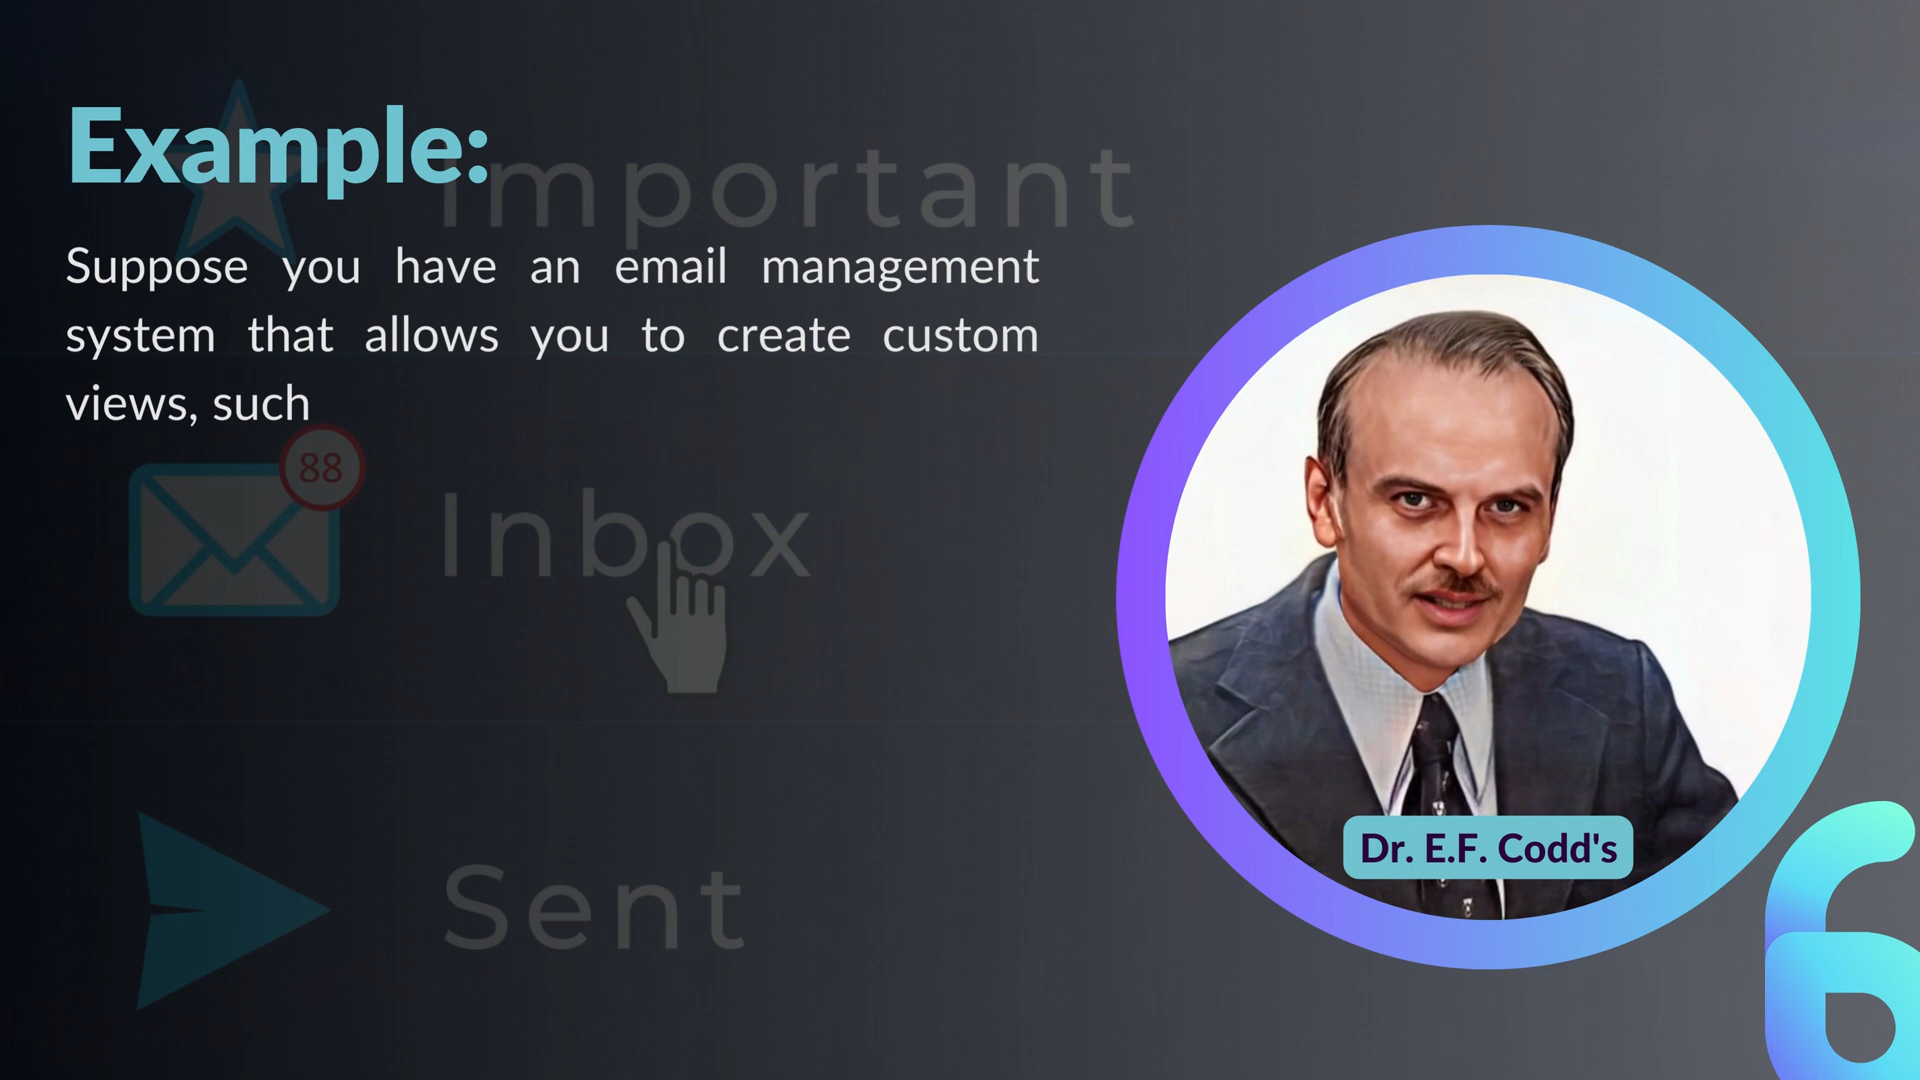 Example:
Important
Suppose you have an email management
system that allows you to create custom
views, such
88
Inbox
Sent
Dr. E.F. Codd's
6